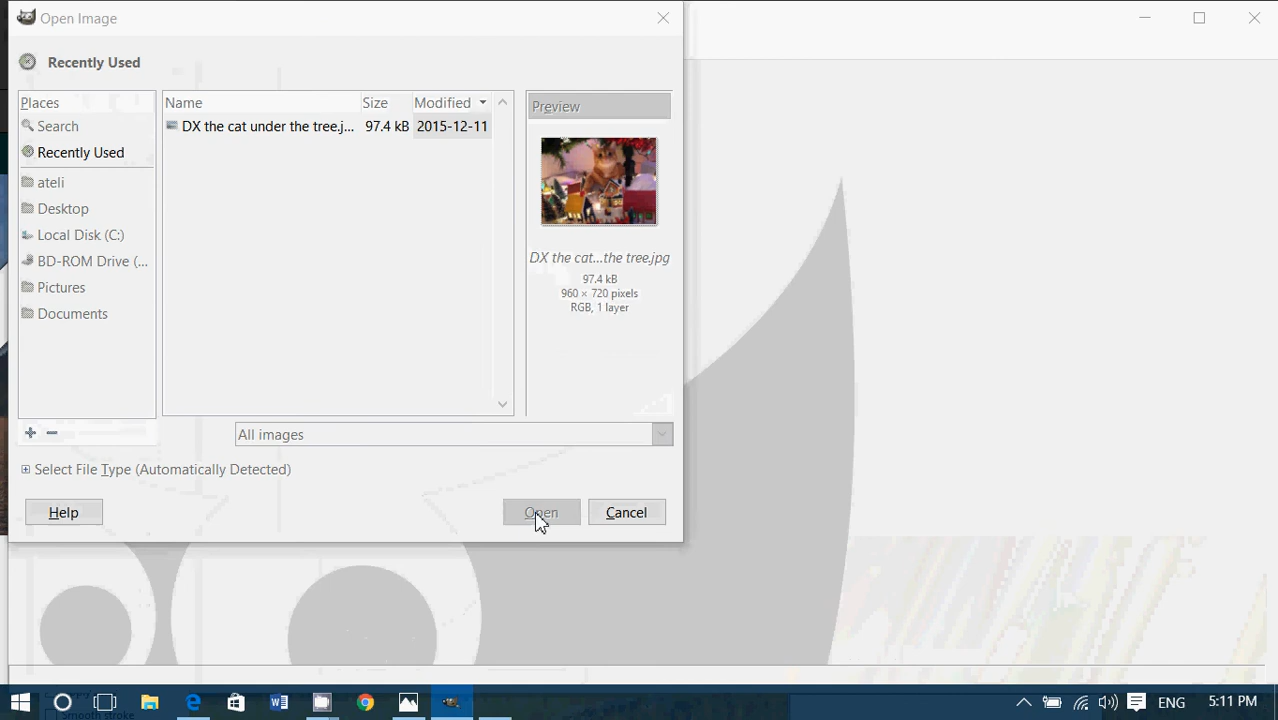 Open Image
Recently Used
Places
Name Size Modified
Preview
Search
DX the cat under the tree.j... 97.4 kB 2015-12-11
Recently Used
ateli
Desktop
Local Disk (C:)
BD-ROM Drive (...
Pictures
Documents
DX the cat...the tree.jpg
97.4 kB
960 × 720 pixels
RGB, 1 layer
All images
Select File Type (Automatically Detected)
Help Open Cancel
ENG 5:11 PM
Smooth stroke